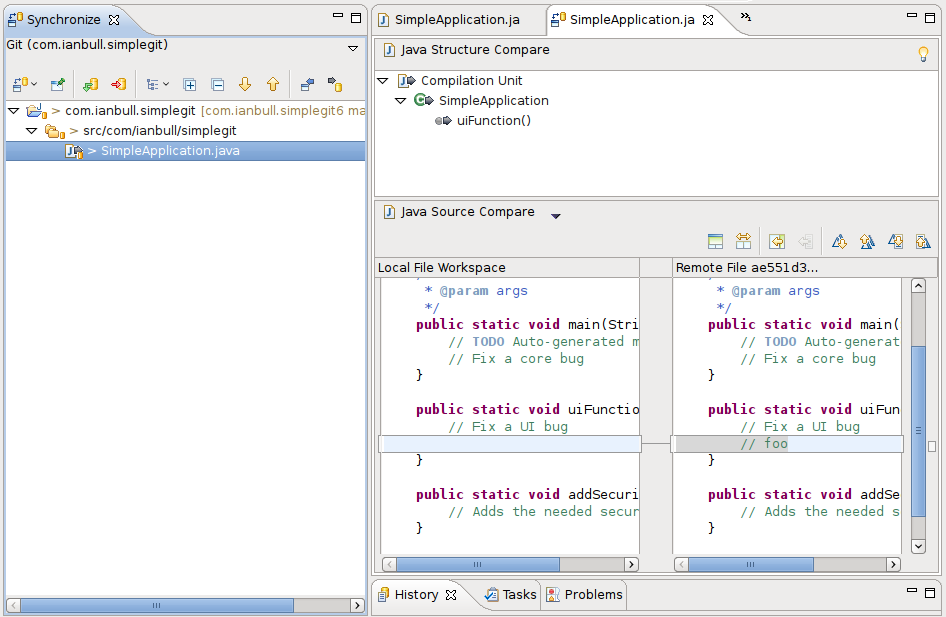 Synchronize
Git (com.ianbull.simplegit)
> com.ianbull.simplegit [com.ianbull.simplegit6 ma
> src/com/ianbull/simplegit
> SimpleApplication.java
SimpleApplication.ja
SimpleApplication.ja
Java Structure Compare
Compilation Unit
SimpleApplication
uiFunction()
Java Source Compare
Local File Workspace
* @param args
*/
public static void main(Stri
// TODO Auto-generated m
// Fix a core bug
}
public static void uiFunctio
// Fix a UI bug
}
public static void addSecuri
// Adds the needed secur
}
Remote File ae551d3...
* @param args
*/
public static void main(
// TODO Auto-generat
// Fix a core bug
}
public static void uiFun
// Fix a UI bug
// foo
}
public static void addSe
// Adds the needed s
}
History
Tasks
Problems